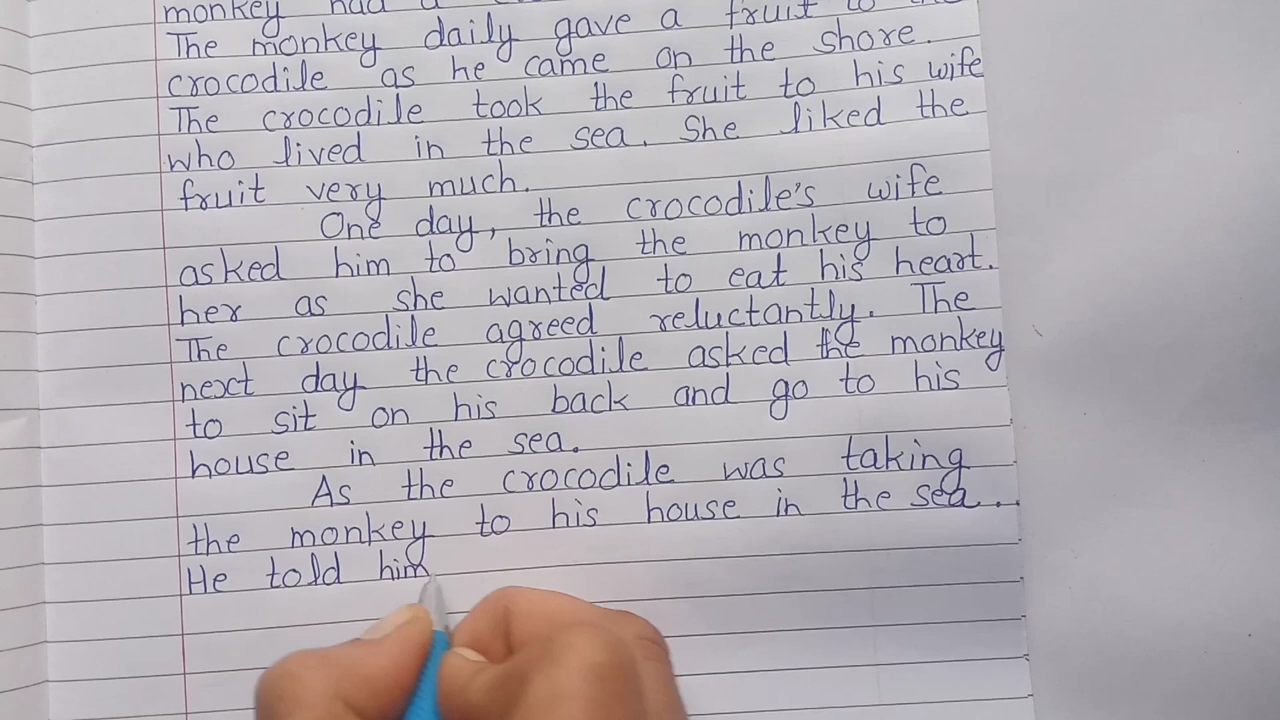 monkey had a
The monkey daily gave a fruit to the
crocodile as he came on the shore.
The crocodile took the fruit to his wife
who lived in the sea. She liked the
fruit very much.
One day, the crocodile's wife
asked him to bring the monkey to
her as she wanted to eat his heart.
The crocodile agreed reluctantly. The
next day the crocodile asked the monkey
to sit on his back and go to his
house in the sea.
As the crocodile was taking
the monkey to his house in the sea.
He told him